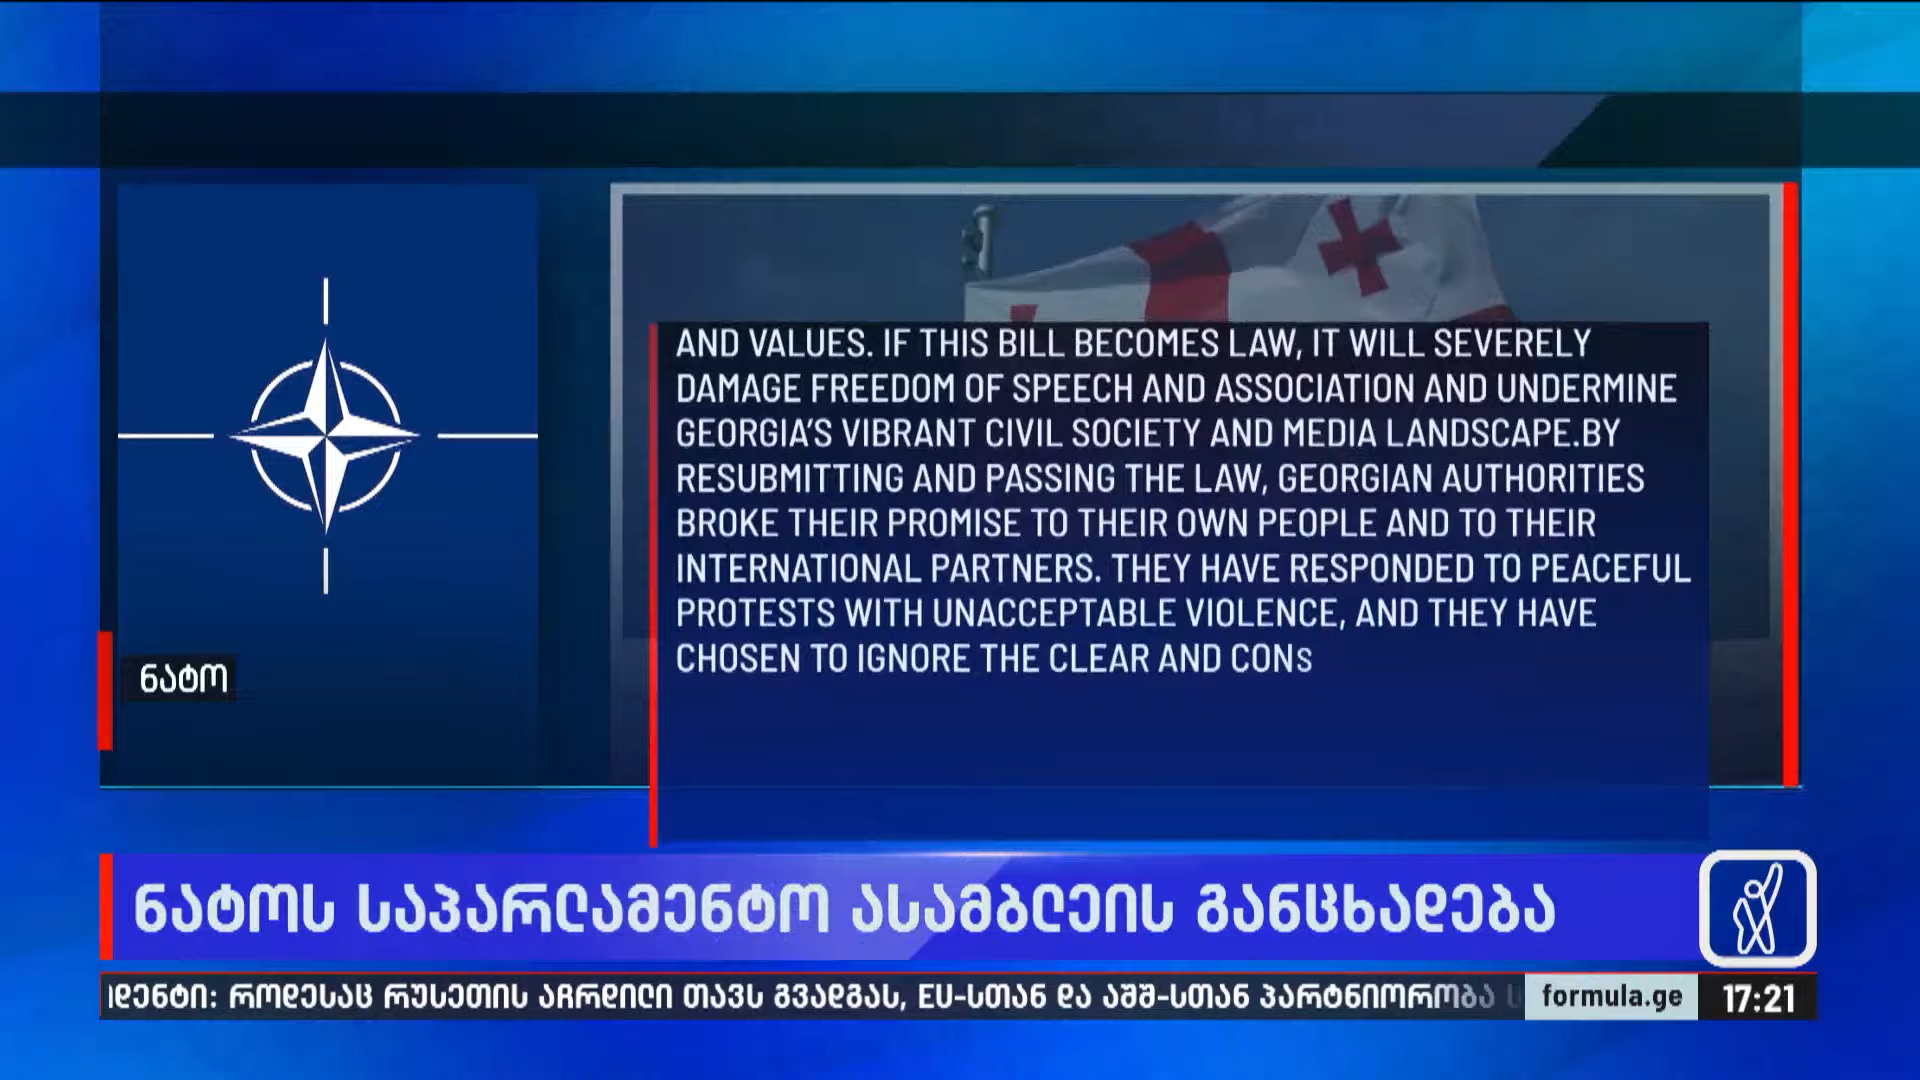 AND VALUES. IF THIS BILL BECOMES LAW, IT WILL SEVERELY
DAMAGE FREEDOM OF SPEECH AND ASSOCIATION AND UNDERMINE
GEORGIA'S VIBRANT CIVIL SOCIETY AND MEDIA LANDSCAPE.BY
RESUBMITTING AND PASSING THE LAW, GEORGIAN AUTHORITIES
BROKE THEIR PROMISE TO THEIR OWN PEOPLE AND TO THEIR
INTERNATIONAL PARTNERS. THEY HAVE RESPONDED TO PEACEFUL
PROTESTS WITH UNACCEPTABLE VIOLENCE, AND THEY HAVE
CHOSEN TO IGNORE THE CLEAR AND CONs
ნატო
ნატოს საპარლამენტო ასამბლეის განცხადება
როდესაც რუსეთის აჩრდილი თავს გვადგას, EU-სთან და აშშ-სთან პარტნიორობა
formula.ge
17:21